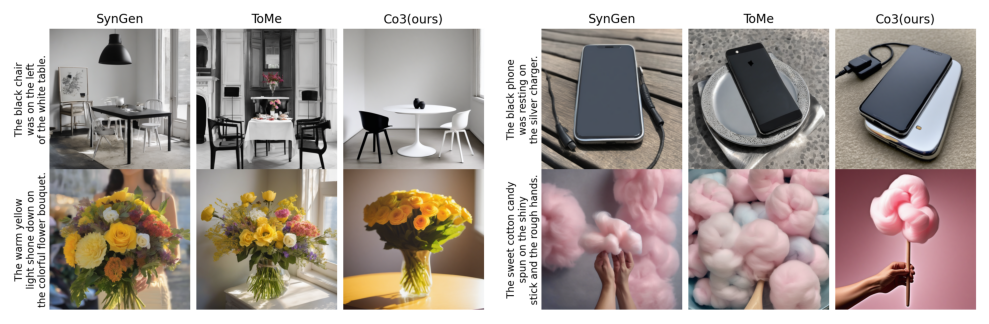 SynGen
ToMe
Co3(ours)
The black chair
was on the left
of the white table.
The warm yellow
light shone down on
the colorful flower bouquet.
SynGen
ToMe
Co3(ours)
The black phone
was resting on
the silver charger.
The sweet cotton candy
spun on the shiny
stick and the rough hands.